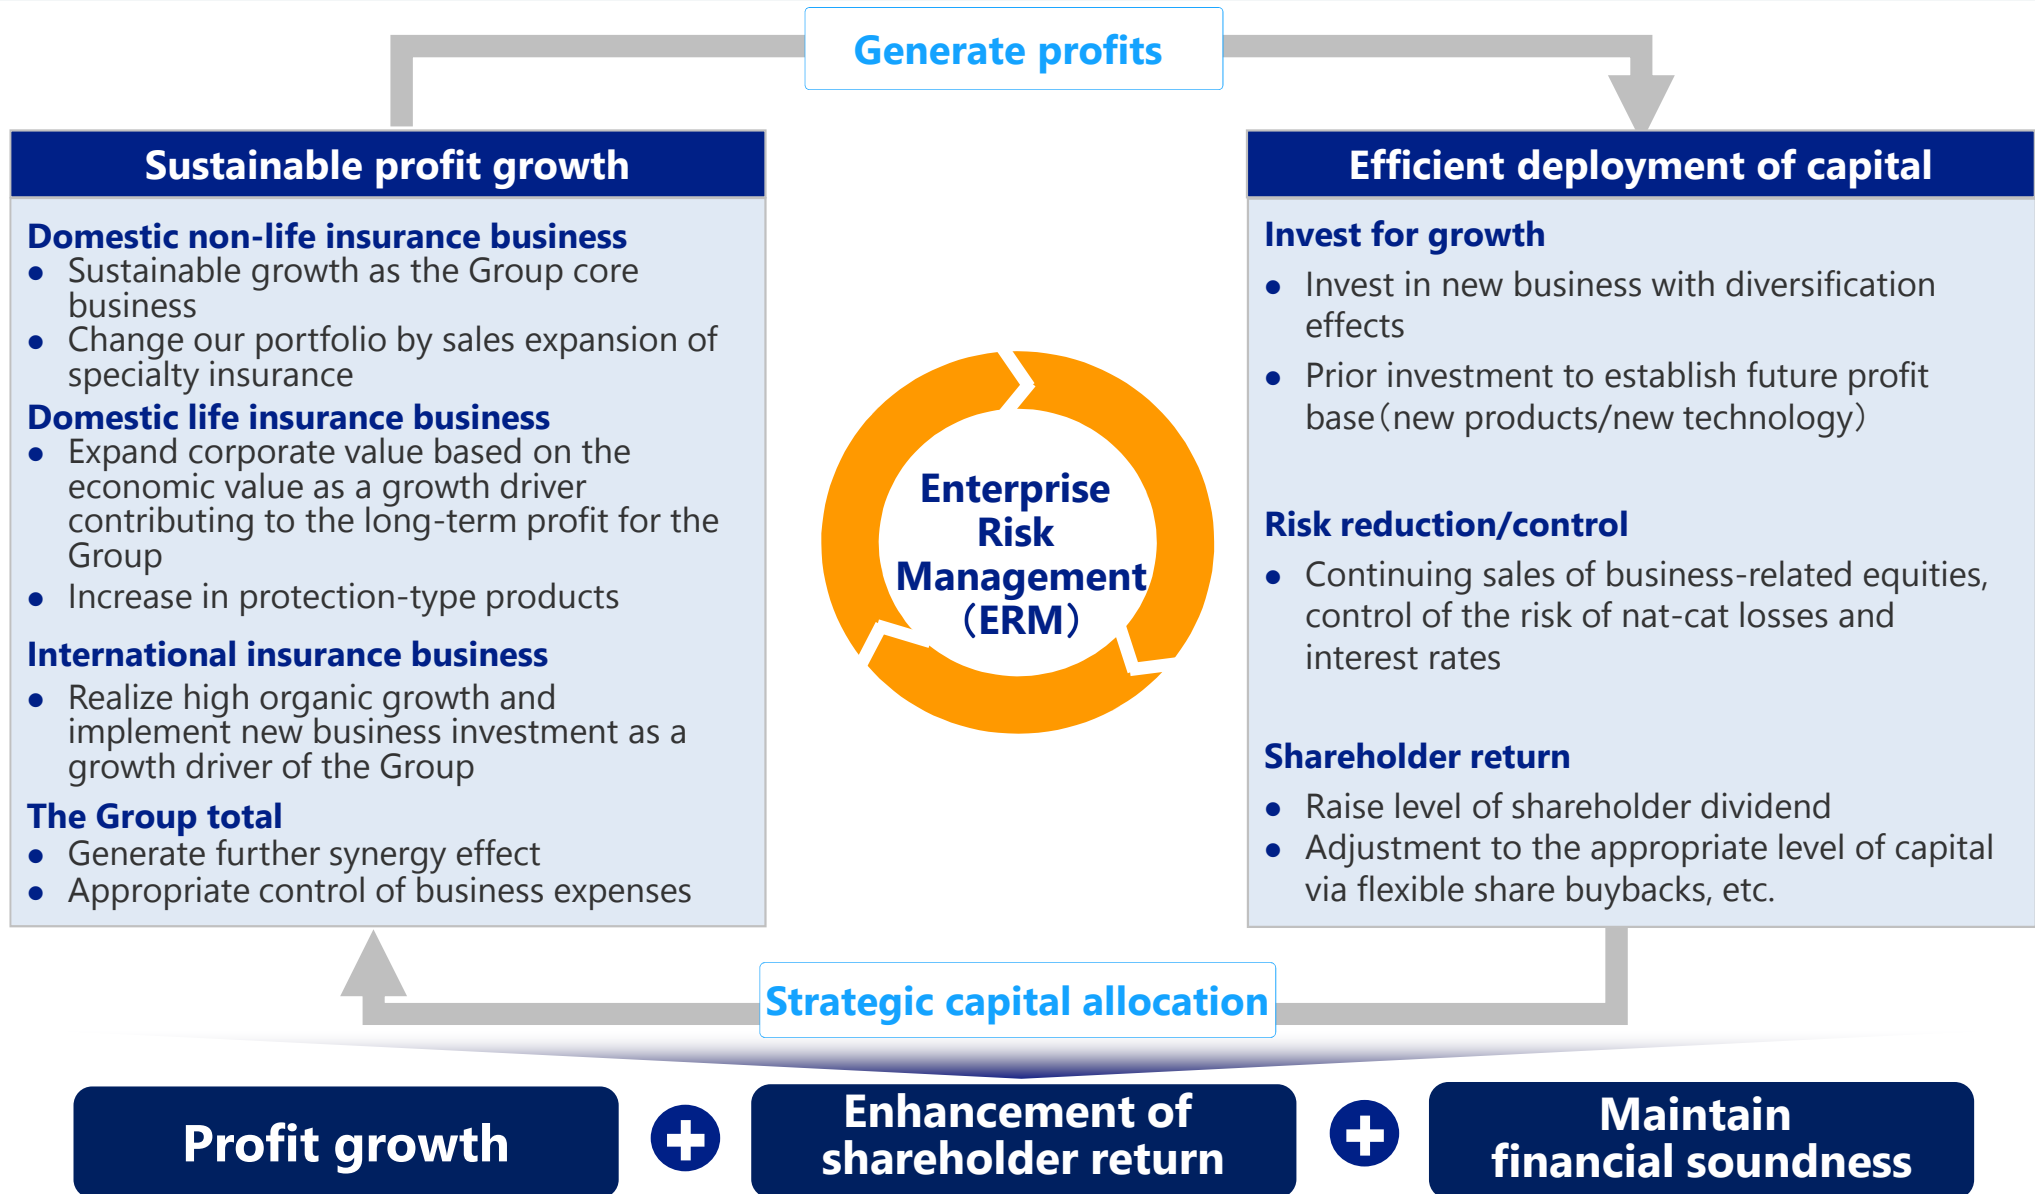 Generate profits
Sustainable profit growth
Domestic non-life insurance business
● Sustainable growth as the Group core
business
● Change our portfolio by sales expansion of
specialty insurance
Domestic life insurance business
● Expand corporate value based on the
economic value as a growth driver
contributing to the long-term profit for the
Group
● Increase in protection-type products
International insurance business
● Realize high organic growth and
implement new business investment as a
growth driver of the Group
The Group total
● Generate further synergy effect
● Appropriate control of business expenses
Enterprise
Risk
Management
（ERM）
Efficient deployment of capital
Invest for growth
● Invest in new business with diversification
effects
● Prior investment to establish future profit
base（new products/new technology）
Risk reduction/control
● Continuing sales of business-related equities,
control of the risk of nat-cat losses and
interest rates
Shareholder return
● Raise level of shareholder dividend
● Adjustment to the appropriate level of capital
via flexible share buybacks, etc.
Strategic capital allocation
Profit growth
+
Enhancement of
shareholder return
+
Maintain
financial soundness